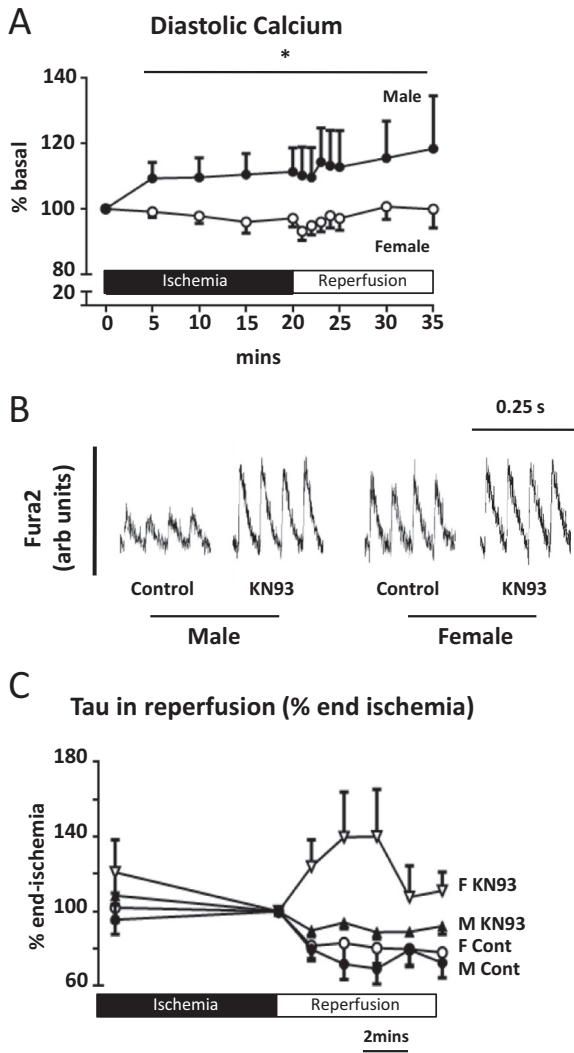 A
Diastolic Calcium
*
140
120
100
80
20
% basal
Male
Female
Ischemia
Reperfusion
0 5 10 15 20 25 30 35
mins
B
0.25 s
Fura2
(arb units)
Control KN93 Control KN93
Male Female
C
Tau in reperfusion (% end ischemia)
180
140
100
60
% end-ischemia
F KN93
M KN93
F Cont
M Cont
Ischemia
Reperfusion
2mins